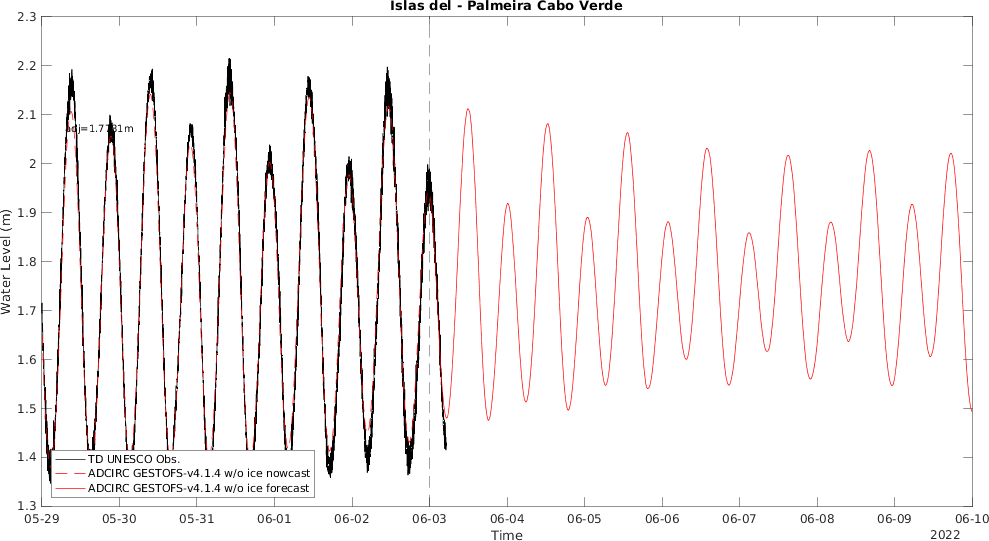 Islas del - Palmeira Cabo Verde
2.3
2.2
2.1
2
1.9
1.8
1.7
1.6
1.5
1.4
1.3
Water Level (m)
TD UNESCO Obs.
ADCIRC GESTOFS-v4.1.4 w/o ice nowcast
ADCIRC GESTOFS-v4.1.4 w/o ice forecast
05-29 05-30 05-31 06-01 06-02 06-03 06-04 06-05 06-06 06-07 06-08 06-09 06-10
Time
2022